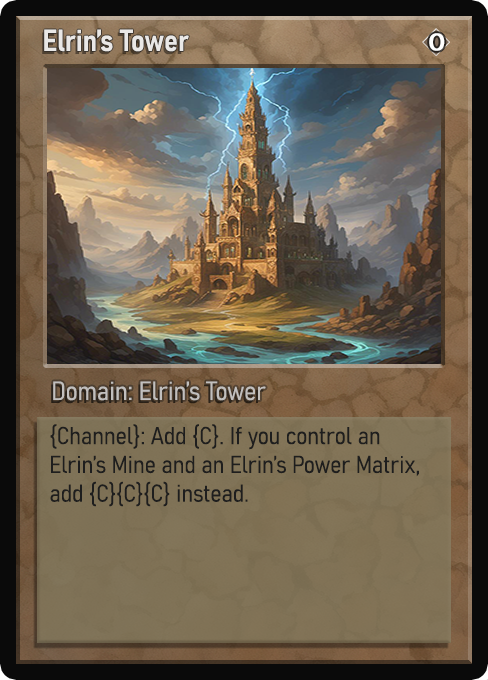 Elrin's Tower
0
Domain: Elrin's Tower
{Channel}: Add {C}. If you control an
Elrin's Mine and an Elrin's Power Matrix,
add {C}{C}{C} instead.